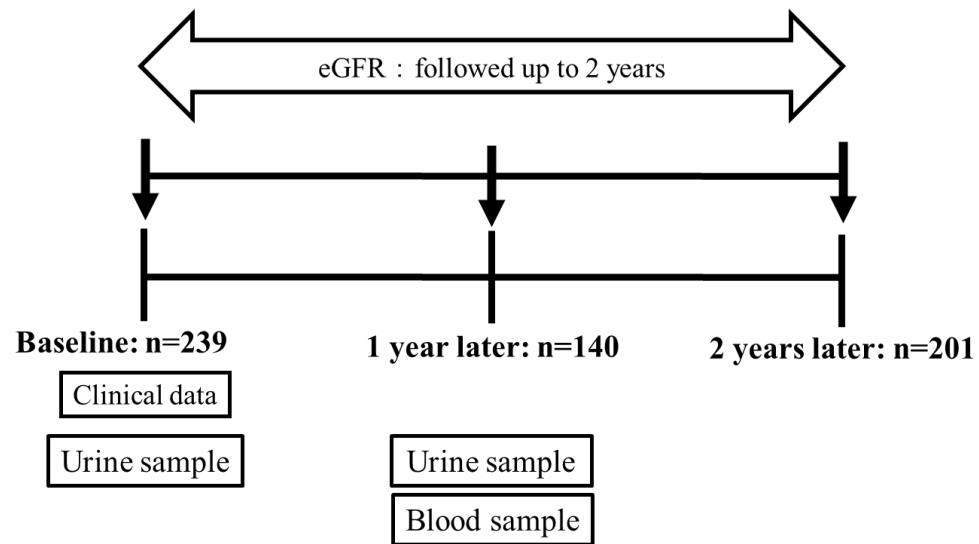 eGFR : followed up to 2 years
Baseline: n=239
1 year later: n=140
2 years later: n=201
Clinical data
Urine sample
Urine sample
Blood sample